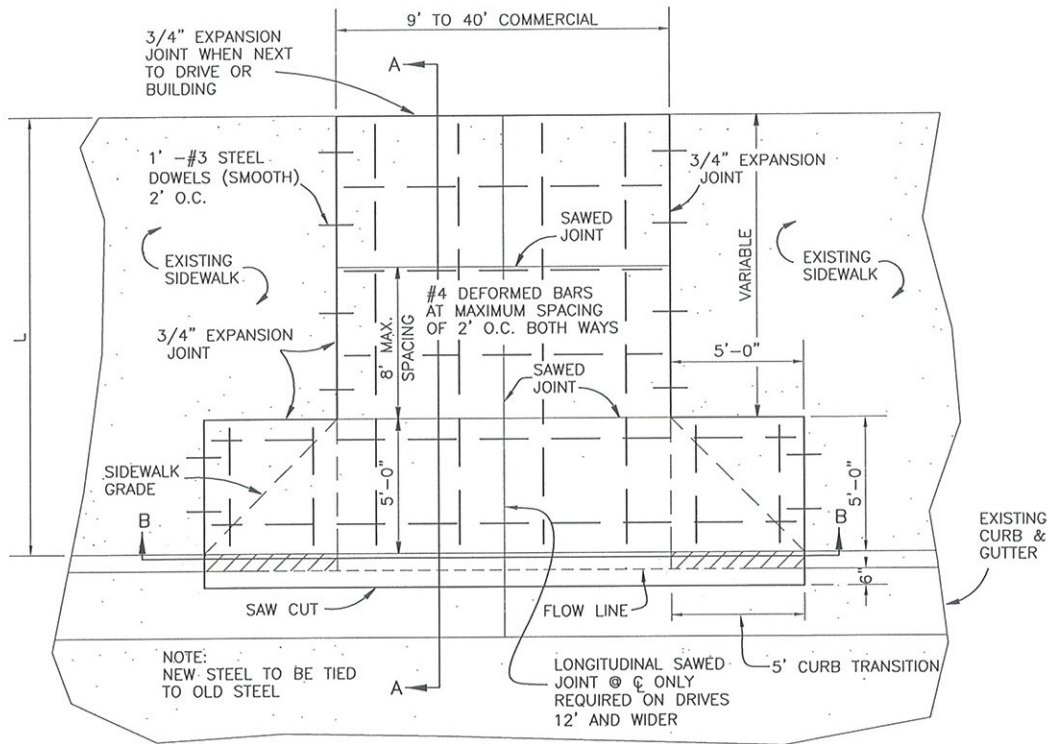 9' TO 40' COMMERCIAL
3/4" EXPANSION
JOINT WHEN NEXT
TO DRIVE OR
BUILDING
A
1' -#3 STEEL
DOWELS (SMOOTH)
2' O.C.
3/4" EXPANSION
JOINT
SAWED
JOINT
EXISTING
SIDEWALK
VARIABLE
EXISTING
SIDEWALK
L
#4 DEFORMED BARS
AT MAXIMUM SPACING
OF 2' O.C. BOTH WAYS
8' MAX.
SPACING
3/4" EXPANSION
JOINT
5'-0"
SAWED
JOINT
SIDEWALK
GRADE
5'-0"
5'-0"
B
B
EXISTING
CURB &
GUTTER
6"
SAW CUT
FLOW LINE
NOTE:
NEW STEEL TO BE TIED
TO OLD STEEL
A
LONGITUDINAL SAWED
JOINT @ ℄ ONLY
REQUIRED ON DRIVES
12' AND WIDER
5' CURB TRANSITION